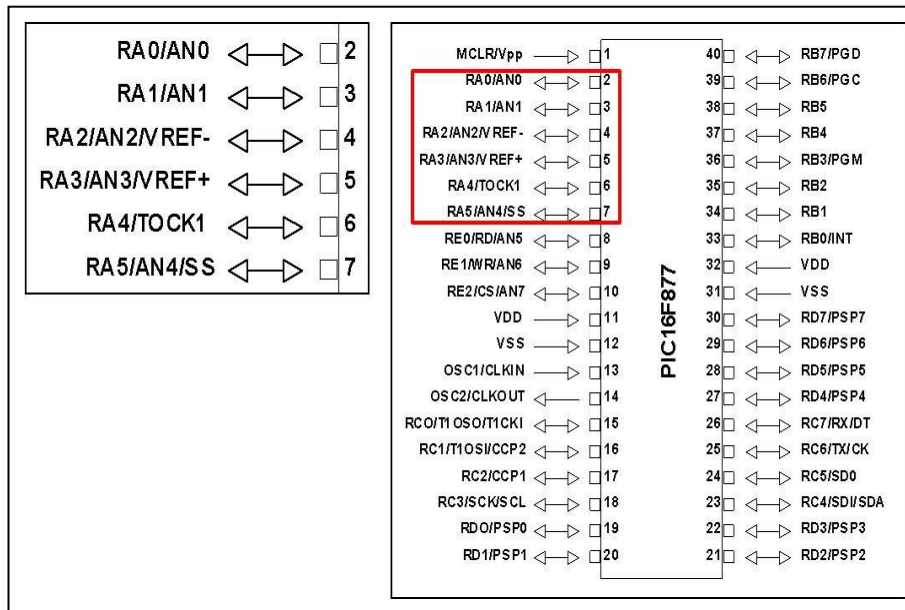 RA0/AN0 2
RA1/AN1 3
RA2/AN2/VREF- 4
RA3/AN3/VREF+ 5
RA4/TOCK1 6
RA5/AN4/SS 7
MCLR/Vpp 1 40 RB7/PGD
RA0/AN0 2 39 RB6/PGC
RA1/AN1 3 38 RB5
RA2/AN2/VREF- 4 37 RB4
RA3/AN3/VREF+ 5 36 RB3/PGM
RA4/TOCK1 6 35 RB2
RA5/AN4/SS 7 34 RB1
RE0/RD/AN5 8 33 RB0/INT
RE1/WR/AN6 9 32 VDD
RE2/CS/AN7 10 31 VSS
VDD 11 30 RD7/PSP7
VSS 12 29 RD6/PSP6
OSC1/CLKIN 13 28 RD5/PSP5
OSC2/CLKOUT 14 27 RD4/PSP4
RCO/T1OSO/T1CKI 15 26 RC7/RX/DT
RC1/T1OSI/CCP2 16 25 RC6/TX/CK
RC2/CCP1 17 24 RC5/SD0
RC3/SCK/SCL 18 23 RC4/SDI/SDA
RDO/PSP0 19 22 RD3/PSP3
RD1/PSP1 20 21 RD2/PSP2
PIC16F877